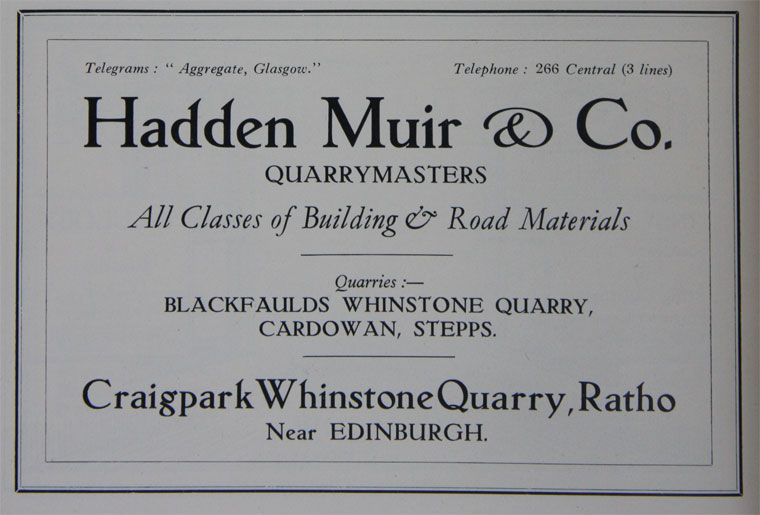 Telegrams : " Aggregate, Glasgow." Telephone : 266 Central (3 lines)
Hadden Muir & Co.
QUARRYMASTERS
All Classes of Building & Road Materials
Quarries :—
BLACKFAULDS WHINSTONE QUARRY,
CARDOWAN, STEPPS.
Craigpark Whinstone Quarry, Ratho
Near EDINBURGH.